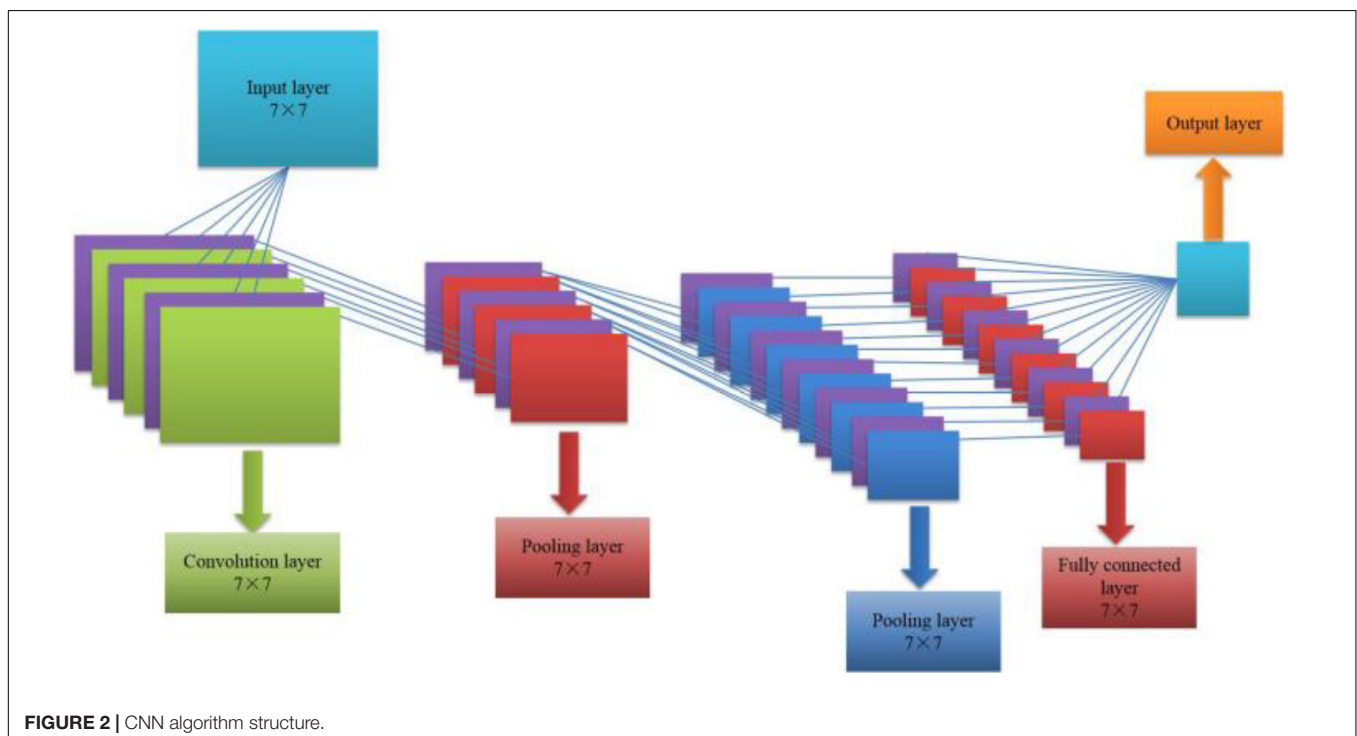 Input layer
7×7
Output layer
Convolution layer
7×7
Pooling layer
7×7
Pooling layer
7×7
Fully connected
layer
7×7
FIGURE 2 | CNN algorithm structure.